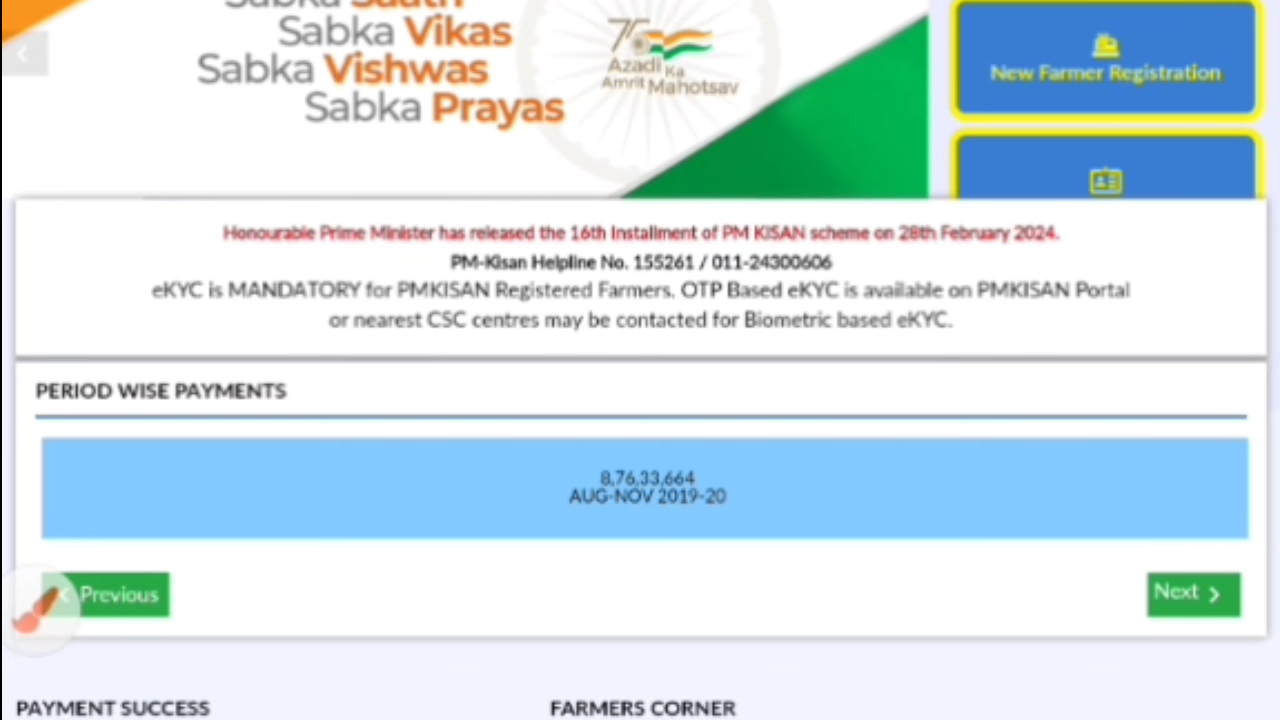 Sabka Saath
Sabka Vikas
Sabka Vishwas
Sabka Prayas
75
Azadi Ka
Amrit Mahotsav
New Farmer Registration
Honourable Prime Minister has released the 16th Installment of PM KISAN scheme on 28th February 2024.
PM-Kisan Helpline No. 155261 / 011-24300606
eKYC is MANDATORY for PMKISAN Registered Farmers. OTP Based eKYC is available on PMKISAN Portal
or nearest CSC centres may be contacted for Biometric based eKYC.
PERIOD WISE PAYMENTS
8,76,33,664
AUG-NOV 2019-20
Previous
Next
PAYMENT SUCCESS
FARMERS CORNER